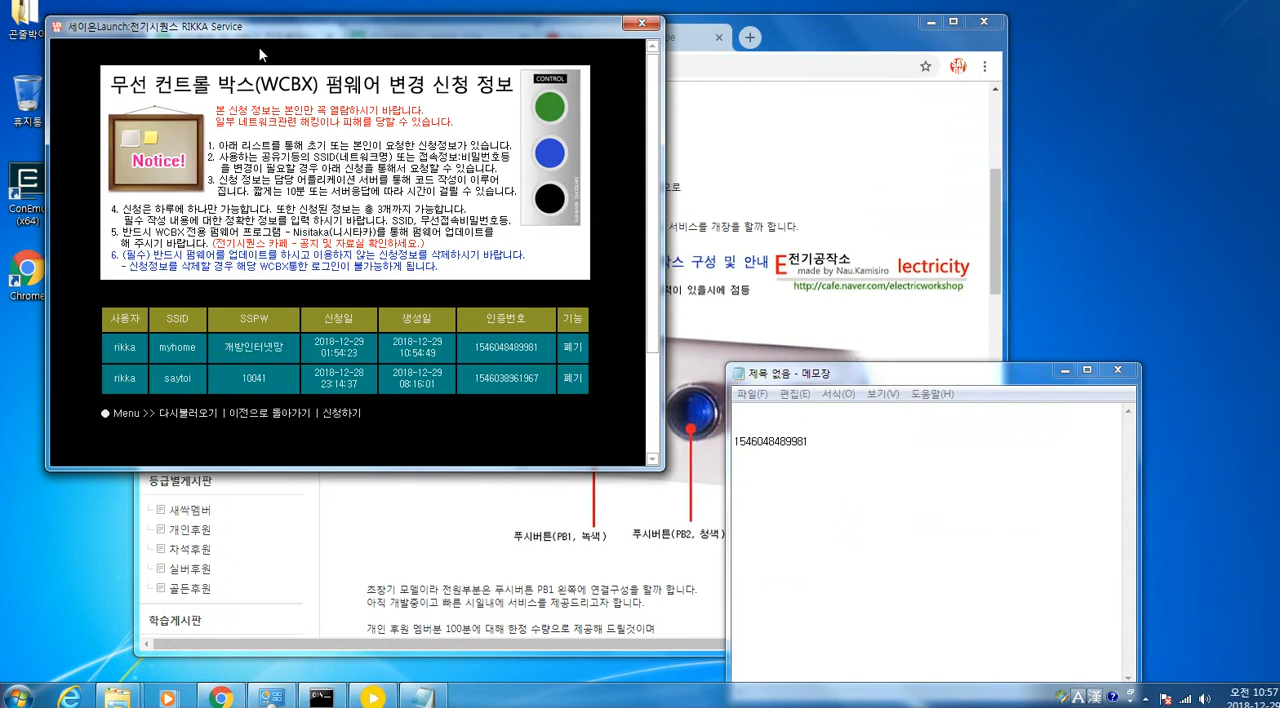 곤줄박이
휴지통
ConEmu
(x64)
Chrome
세이온Launch:전기시퀀스 RIKKA Service
무선 컨트롤 박스(WCBX) 펌웨어 변경 신청 정보
CONTROL
본 신청 정보는 본인만 꼭 열람하시기 바랍니다.
일부 네트워크관련 해킹이나 피해를 당할 수 있습니다.
Notice!
1. 아래 리스트를 통해 초기 또는 본인이 요청한 신청정보가 있습니다.
2. 사용하는 공유기등의 SSID(네트워크명) 또는 접속정보:비밀번호등
을 변경이 필요할 경우 아래 신청을 통해서 요청할 수 있습니다.
3. 신청 정보는 담당 어플리케이션 서버를 통해 코드 작성이 이루어
집니다. 짧게는 10분 또는 서버응답에 따라 시간이 걸릴 수 있습니다.
4. 신청은 하루에 하나만 가능합니다. 또한 신청된 정보는 총 3개까지 가능합니다.
필수 작성 내용에 대한 정확한 정보를 입력 하시기 바랍니다. SSID, 무선접속비밀번호등.
5. 반드시 WCBX 전용 펌웨어 프로그램 - Nisitaka(니시타카)를 통해 펌웨어 업데이트를
해 주시기 바랍니다. (전기시퀀스 카페 - 공지 및 자료실 확인하세요.)
6. (필수) 반드시 펌웨어를 업데이트를 하시고 이용하지 않는 신청정보를 삭제하시기 바랍니다.
- 신청정보를 삭제할 경우 해당 WCBX통한 로그인이 불가능하게 됩니다.
사용자 SSID SSPW 신청일 생성일 인증번호 기능
rikka myhome 개방인터넷망 2018-12-29 01:54:23 2018-12-29 10:54:49 1546048489981 폐기
rikka saytoi 10041 2018-12-28 23:14:37 2018-12-29 08:16:01 1546038961967 폐기
● Menu >> 다시불러오기 | 이전으로 돌아가기 | 신청하기
으로
서비스를 개장을 할까 합니다.
박스 구성 및 안내
E전기공작소
made by Nau.Kamisiro
lectricity
http://cafe.naver.com/electricworkshop
력이 있을시에 점등
제목 없음 - 메모장
파일(F) 편집(E) 서식(O) 보기(V) 도움말(H)
1546048489981
등급별게시판
새싹멤버
개인후원
자석후원
실버후원
골든후원
학습게시판
푸시버튼(PB1, 녹색)
푸시버튼(PB2, 청색)
초창기 모델이라 전원부분은 푸시버튼 PB1 왼쪽에 연결구성을 할까 합니다.
아직 개발중이고 빠른 시일내에 서비스를 제공드리고자 합니다.
개인 후원 멤버분 100분에 대해 한정 수량으로 제공해 드릴것이며
A 漢
오전 10:57
2018-12-29